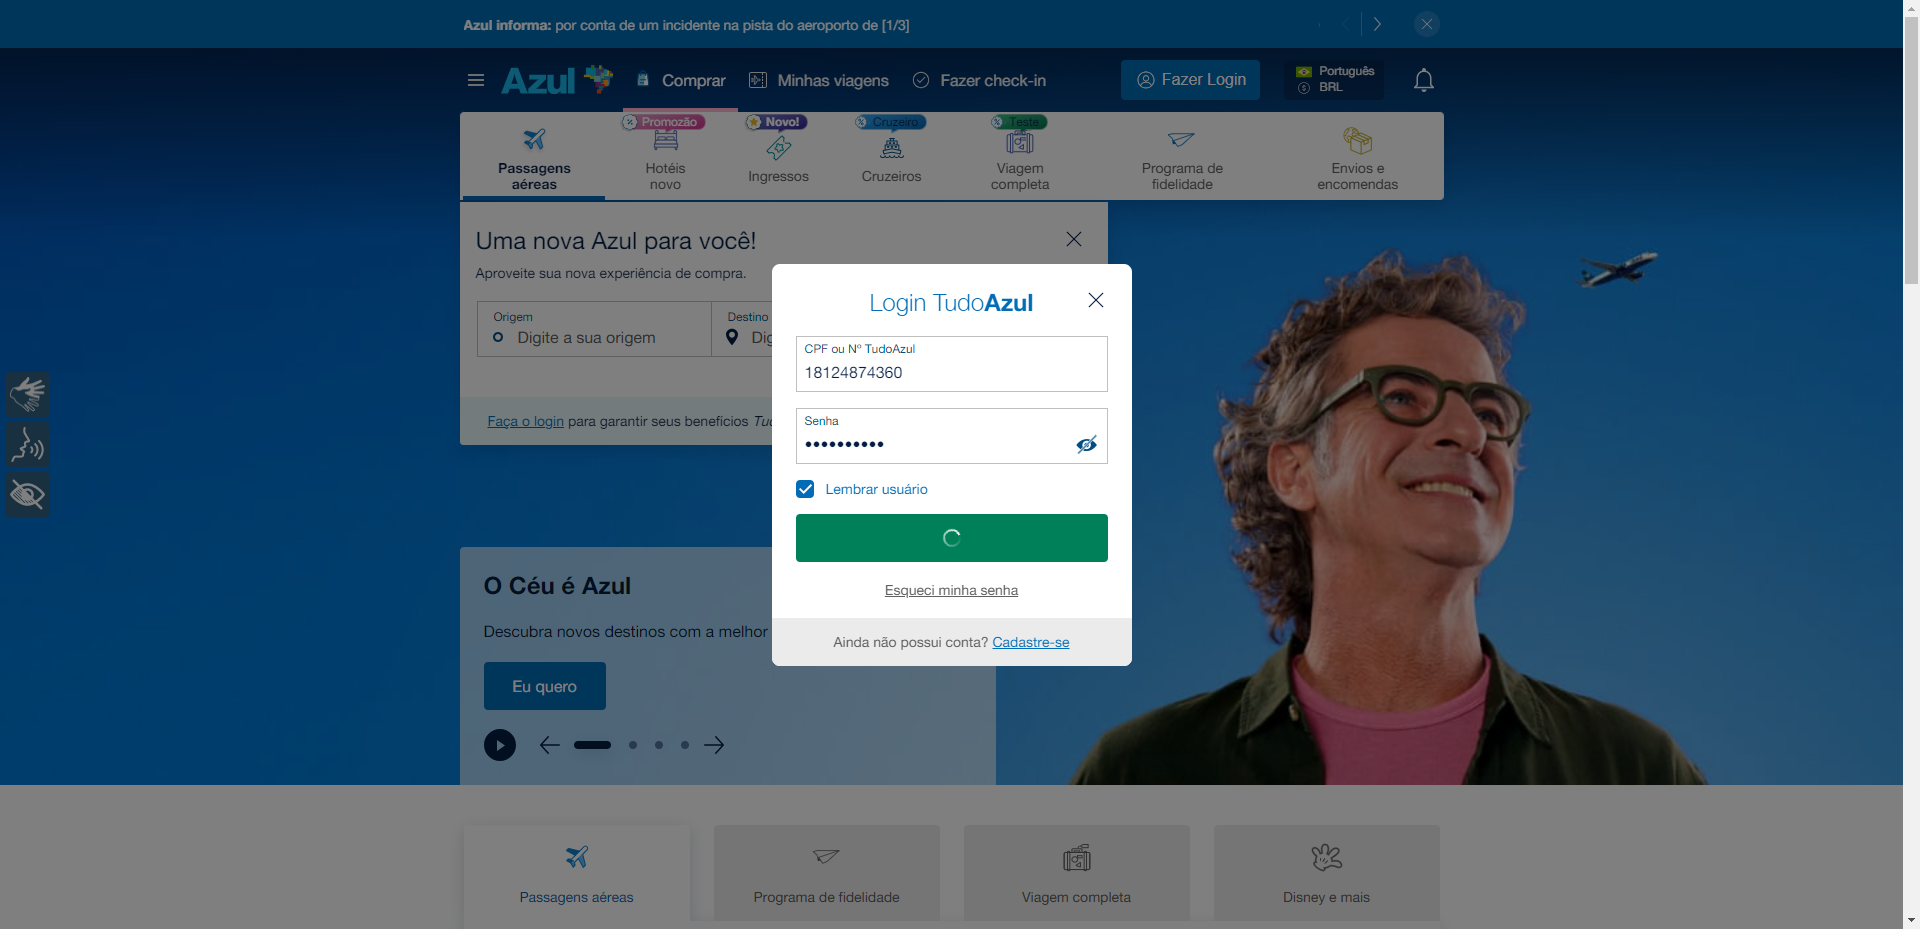 Azul informa: por conta de um incidente na pista do aeroporto de [1/3]
Azul
Comprar
Minhas viagens
Fazer check-in
Fazer Login
Português
BRL
Promozão
Novo!
Cruzeiro
Teste
Passagens
aéreas
Hotéis
novo
Ingressos
Cruzeiros
Viagem
completa
Programa de
fidelidade
Envios e
encomendas
Uma nova Azul para você!
Aproveite sua nova experiência de compra.
Origem
Digite a sua origem
Destino
Faça o login para garantir seus benefícios
Login TudoAzul
CPF ou Nº TudoAzul
18124874360
Senha
••••••••••
Lembrar usuário
Esqueci minha senha
Ainda não possui conta? Cadastre-se
O Céu é Azul
Descubra novos destinos com a melhor
Eu quero
Passagens aéreas
Programa de fidelidade
Viagem completa
Disney e mais